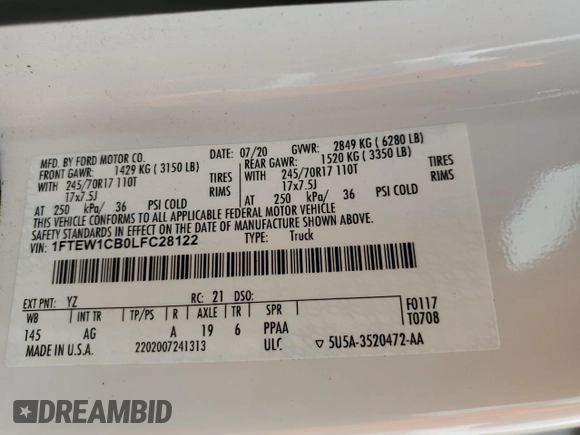 MFD. BY FORD MOTOR CO.
DATE: 07/20 GVWR: 2849 KG ( 6280 LB)
FRONT GAWR: 1429 KG ( 3150 LB) REAR GAWR: 1520 KG ( 3350 LB)
WITH 245/70R17 110T TIRES WITH 245/70R17 110T TIRES
17x7.5J RIMS 17x7.5J RIMS
AT 250 kPa/ 36 PSI COLD AT 250 kPa/ 36 PSI COLD
THIS VEHICLE CONFORMS TO ALL APPLICABLE FEDERAL MOTOR VEHICLE
SAFETY STANDARDS IN EFFECT ON THE DATE OF MANUFACTURE SHOWN ABOVE.
VIN: 1FTEW1CB0LFC28122 TYPE: Truck
EXT PNT: YZ RC: 21 DSO: F0117
WB INT TR TP/PS R AXLE TR SPR T0708
145 AG A 19 6 PPAA
MADE IN U.S.A. 2202007241313 ULC ▽ 5U5A-3520472-AA
DREAMBID